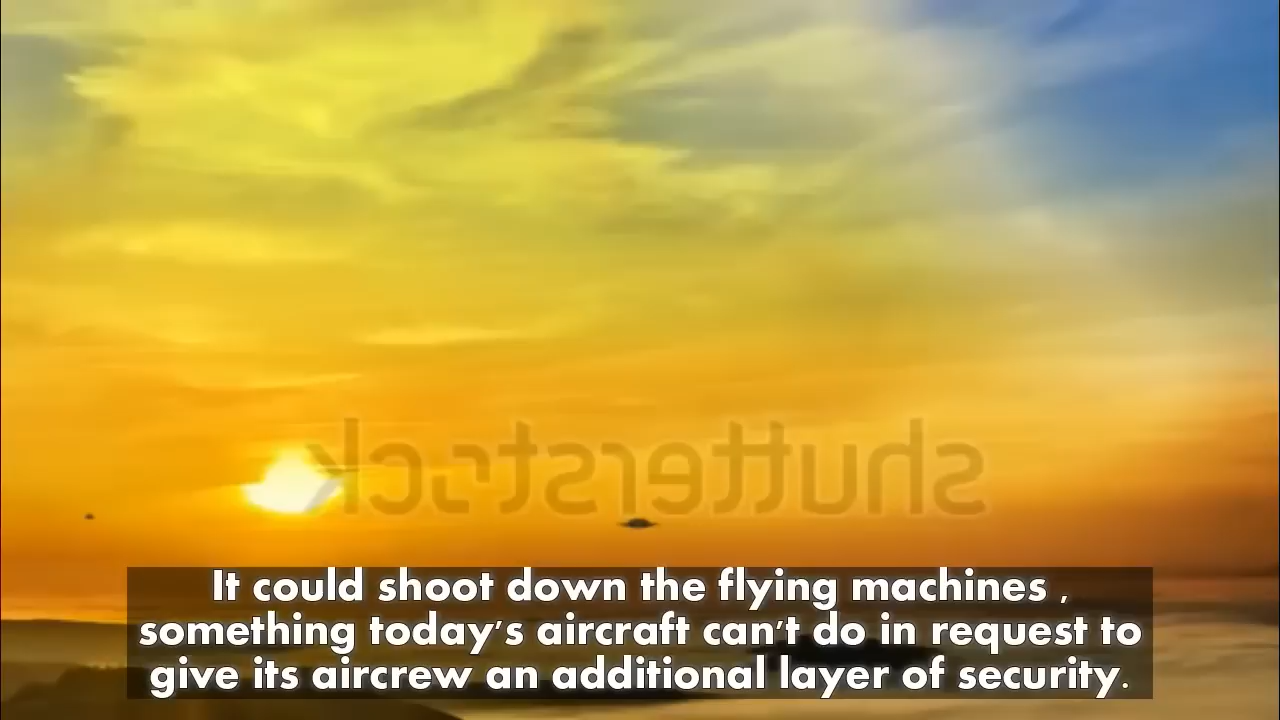 shutterstock
It could shoot down the flying machines ,
something today's aircraft can't do in request to
give its aircrew an additional layer of security.